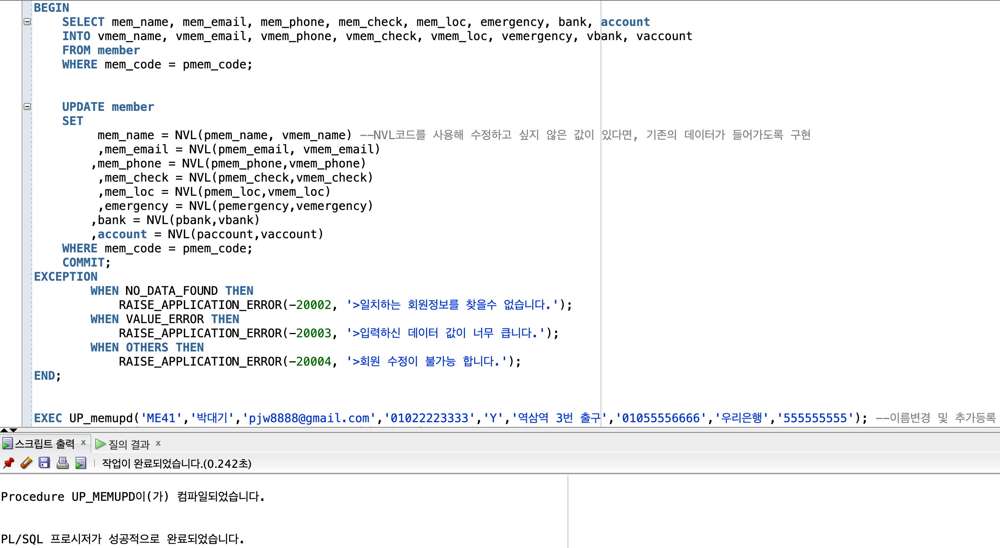 BEGIN
SELECT mem_name, mem_email, mem_phone, mem_check, mem_loc, emergency, bank, account
INTO vmem_name, vmem_email, vmem_phone, vmem_check, vmem_loc, vemergency, vbank, vaccount
FROM member
WHERE mem_code = pmem_code;
UPDATE member
SET
mem_name = NVL(pmem_name, vmem_name) --NVL코드를 사용해 수정하고 싶지 않은 값이 있다면, 기존의 데이터가 들어가도록 구현
,mem_email = NVL(pmem_email, vmem_email)
,mem_phone = NVL(pmem_phone,vmem_phone)
,mem_check = NVL(pmem_check,vmem_check)
,mem_loc = NVL(pmem_loc,vmem_loc)
,emergency = NVL(pemergency,vemergency)
,bank = NVL(pbank,vbank)
,account = NVL(paccount,vaccount)
WHERE mem_code = pmem_code;
COMMIT;
EXCEPTION
WHEN NO_DATA_FOUND THEN
RAISE_APPLICATION_ERROR(-20002, '>일치하는 회원정보를 찾을수 없습니다.');
WHEN VALUE_ERROR THEN
RAISE_APPLICATION_ERROR(-20003, '>입력하신 데이터 값이 너무 큽니다.');
WHEN OTHERS THEN
RAISE_APPLICATION_ERROR(-20004, '>회원 수정이 불가능 합니다.');
END;
EXEC UP_memupd('ME41','박대기','pjw8888@gmail.com','01022223333','Y','역삼역 3번 출구','01055556666','우리은행','555555555'); --이름변경 및 추가등록
스크립트 출력 x 질의 결과 x
작업이 완료되었습니다.(0.242초)
Procedure UP_MEMUPD이(가) 컴파일되었습니다.
PL/SQL 프로시저가 성공적으로 완료되었습니다.